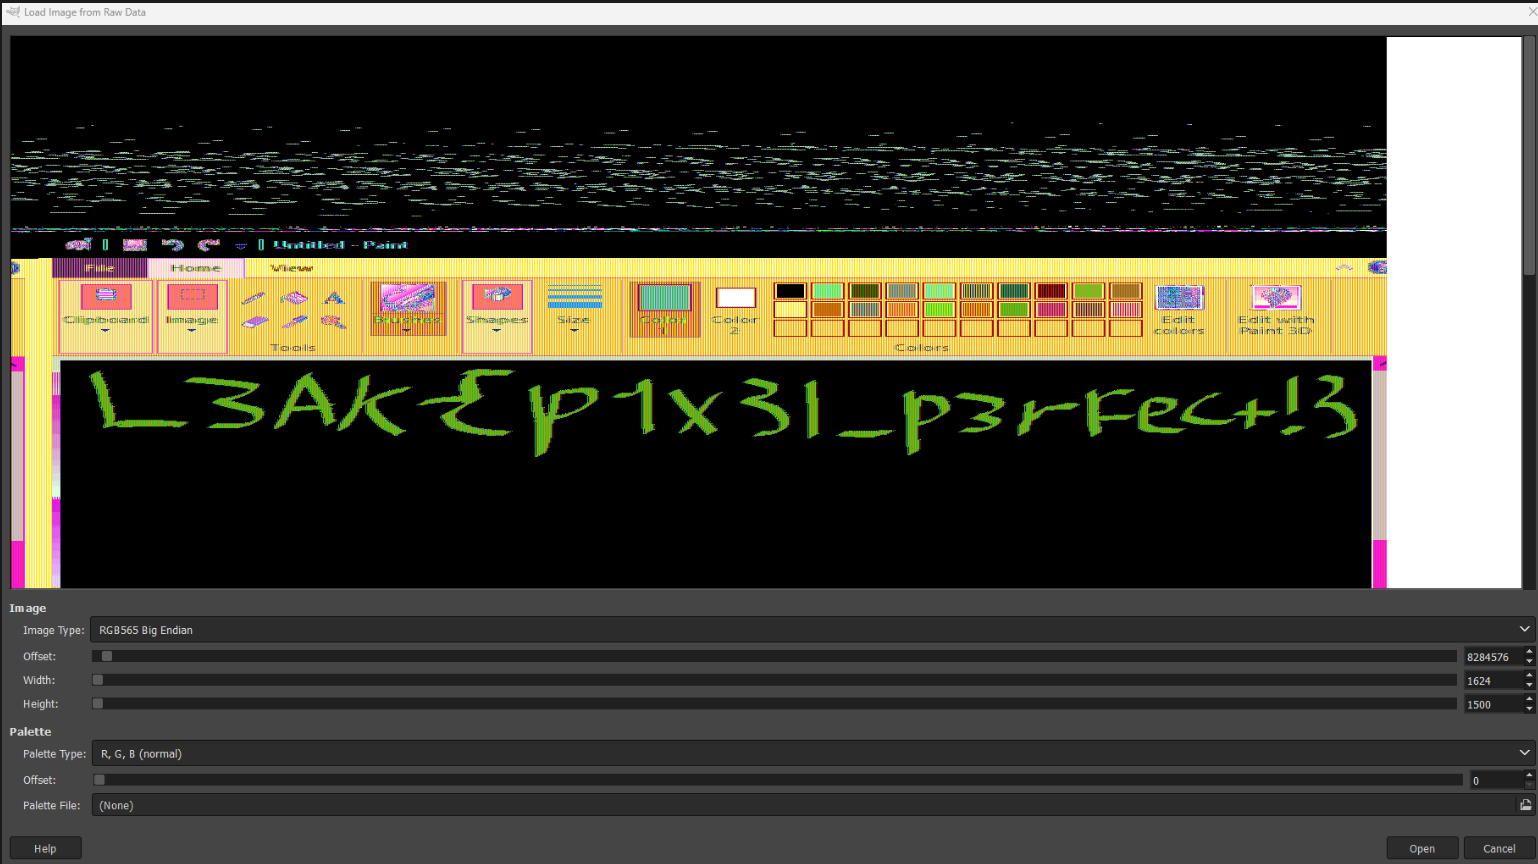 Load Image from Raw Data
Untitled - Paint
File Home View
Clipboard Image Brushes Shapes Size Color 1 Color 2 Edit colors Edit with Paint 3D
Tools Colors
L3AK{p1x3l_p3rFect!}
Image
Image Type: RGB565 Big Endian
Offset: 8284576
Width: 1624
Height: 1500
Palette
Palette Type: R, G, B (normal)
Offset: 0
Palette File: (None)
Help Open Cancel